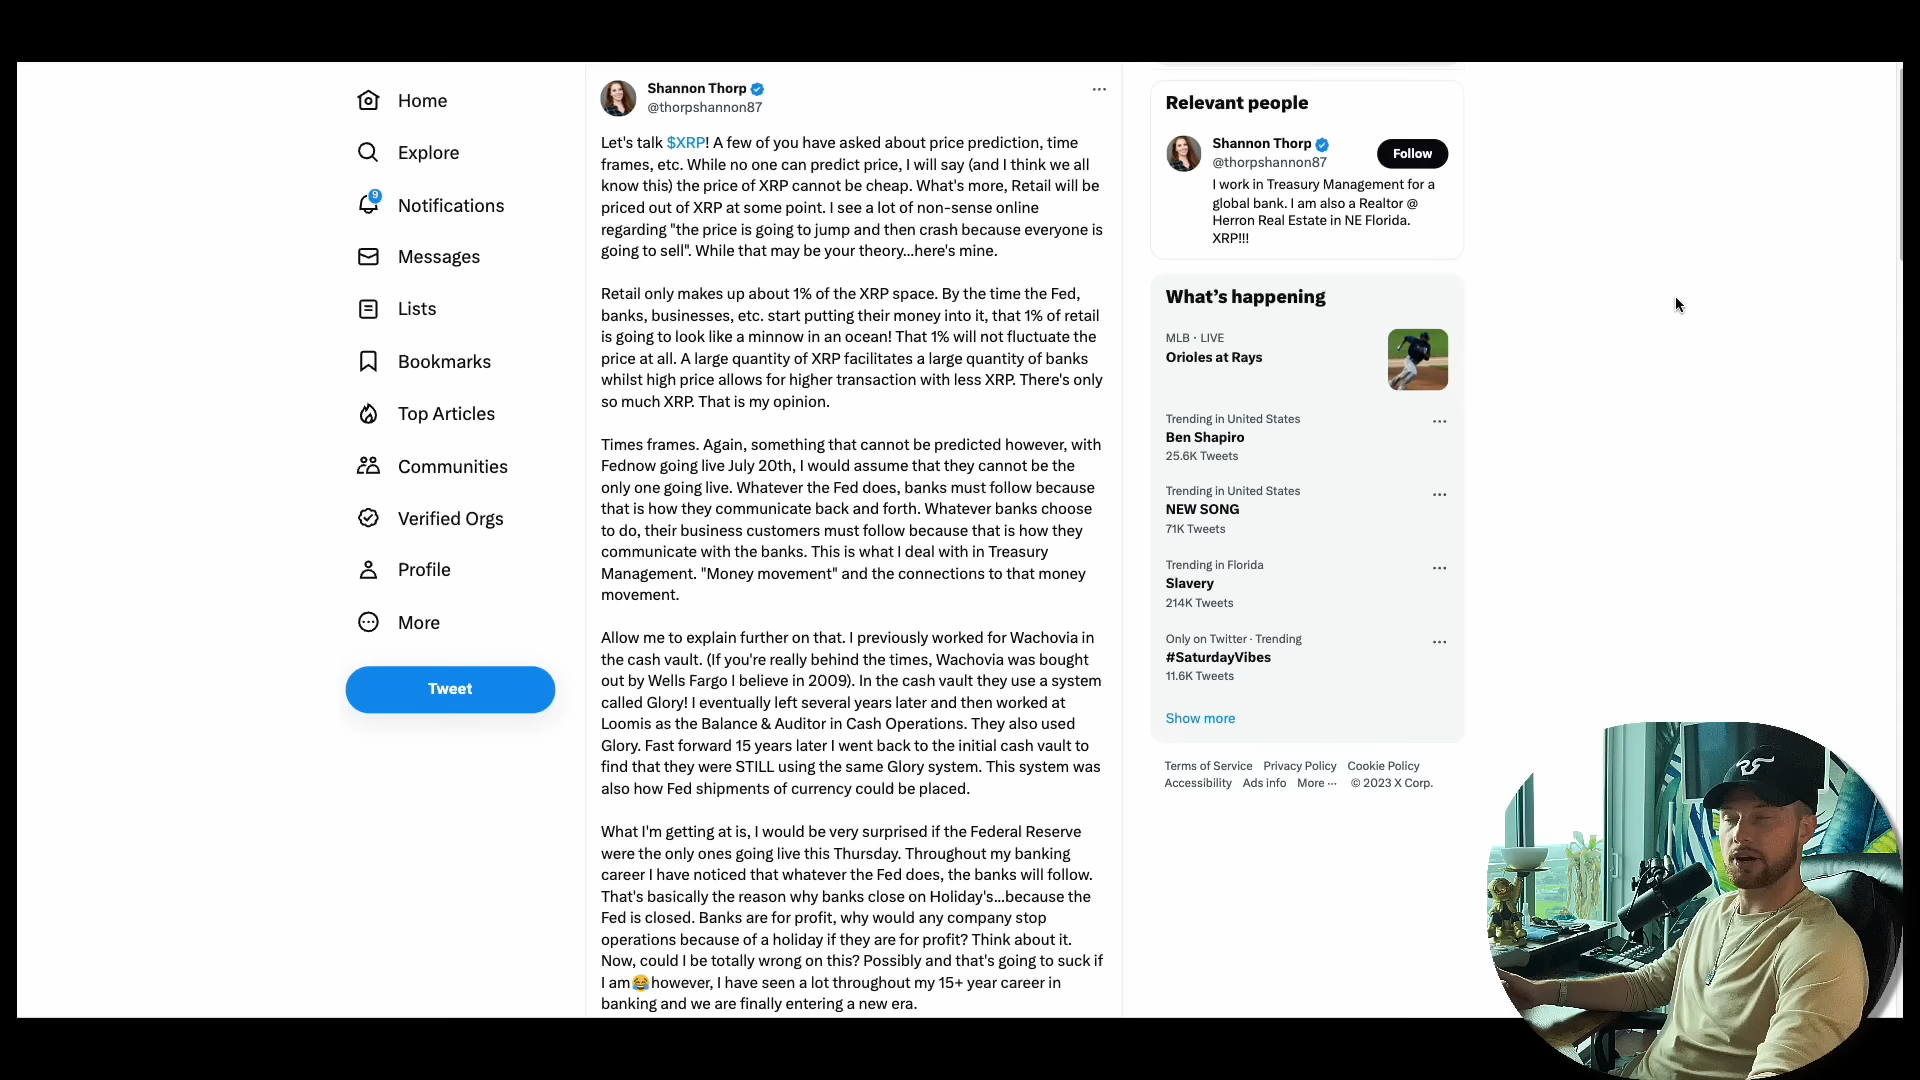 Home
Explore
9
Notifications
Messages
Lists
Bookmarks
Top Articles
Communities
Verified Orgs
Profile
More
Tweet
Shannon Thorp
@thorpshannon87
Let's talk $XRP! A few of you have asked about price prediction, time
frames, etc. While no one can predict price, I will say (and I think we all
know this) the price of XRP cannot be cheap. What's more, Retail will be
priced out of XRP at some point. I see a lot of non-sense online
regarding "the price is going to jump and then crash because everyone is
going to sell". While that may be your theory...here's mine.
Retail only makes up about 1% of the XRP space. By the time the Fed,
banks, businesses, etc. start putting their money into it, that 1% of retail
is going to look like a minnow in an ocean! That 1% will not fluctuate the
price at all. A large quantity of XRP facilitates a large quantity of banks
whilst high price allows for higher transaction with less XRP. There's only
so much XRP. That is my opinion.
Times frames. Again, something that cannot be predicted however, with
Fednow going live July 20th, I would assume that they cannot be the
only one going live. Whatever the Fed does, banks must follow because
that is how they communicate back and forth. Whatever banks choose
to do, their business customers must follow because that is how they
communicate with the banks. This is what I deal with in Treasury
Management. "Money movement" and the connections to that money
movement.
Allow me to explain further on that. I previously worked for Wachovia in
the cash vault. (If you're really behind the times, Wachovia was bought
out by Wells Fargo I believe in 2009). In the cash vault they use a system
called Glory! I eventually left several years later and then worked at
Loomis as the Balance & Auditor in Cash Operations. They also used
Glory. Fast forward 15 years later I went back to the initial cash vault to
find that they were STILL using the same Glory system. This system was
also how Fed shipments of currency could be placed.
What I'm getting at is, I would be very surprised if the Federal Reserve
were the only ones going live this Thursday. Throughout my banking
career I have noticed that whatever the Fed does, the banks will follow.
That's basically the reason why banks close on Holiday's...because the
Fed is closed. Banks are for profit, why would any company stop
operations because of a holiday if they are for profit? Think about it.
Now, could I be totally wrong on this? Possibly and that's going to suck if
I am😂however, I have seen a lot throughout my 15+ year career in
banking and we are finally entering a new era.
Relevant people
Shannon Thorp
@thorpshannon87
Follow
I work in Treasury Management for a
global bank. I am also a Realtor @
Herron Real Estate in NE Florida.
XRP!!!
What's happening
MLB · LIVE
Orioles at Rays
Trending in United States
Ben Shapiro
25.6K Tweets
Trending in United States
NEW SONG
71K Tweets
Trending in Florida
Slavery
214K Tweets
Only on Twitter · Trending
#SaturdayVibes
11.6K Tweets
Show more
Terms of Service Privacy Policy Cookie Policy
Accessibility Ads info More ··· © 2023 X Corp.